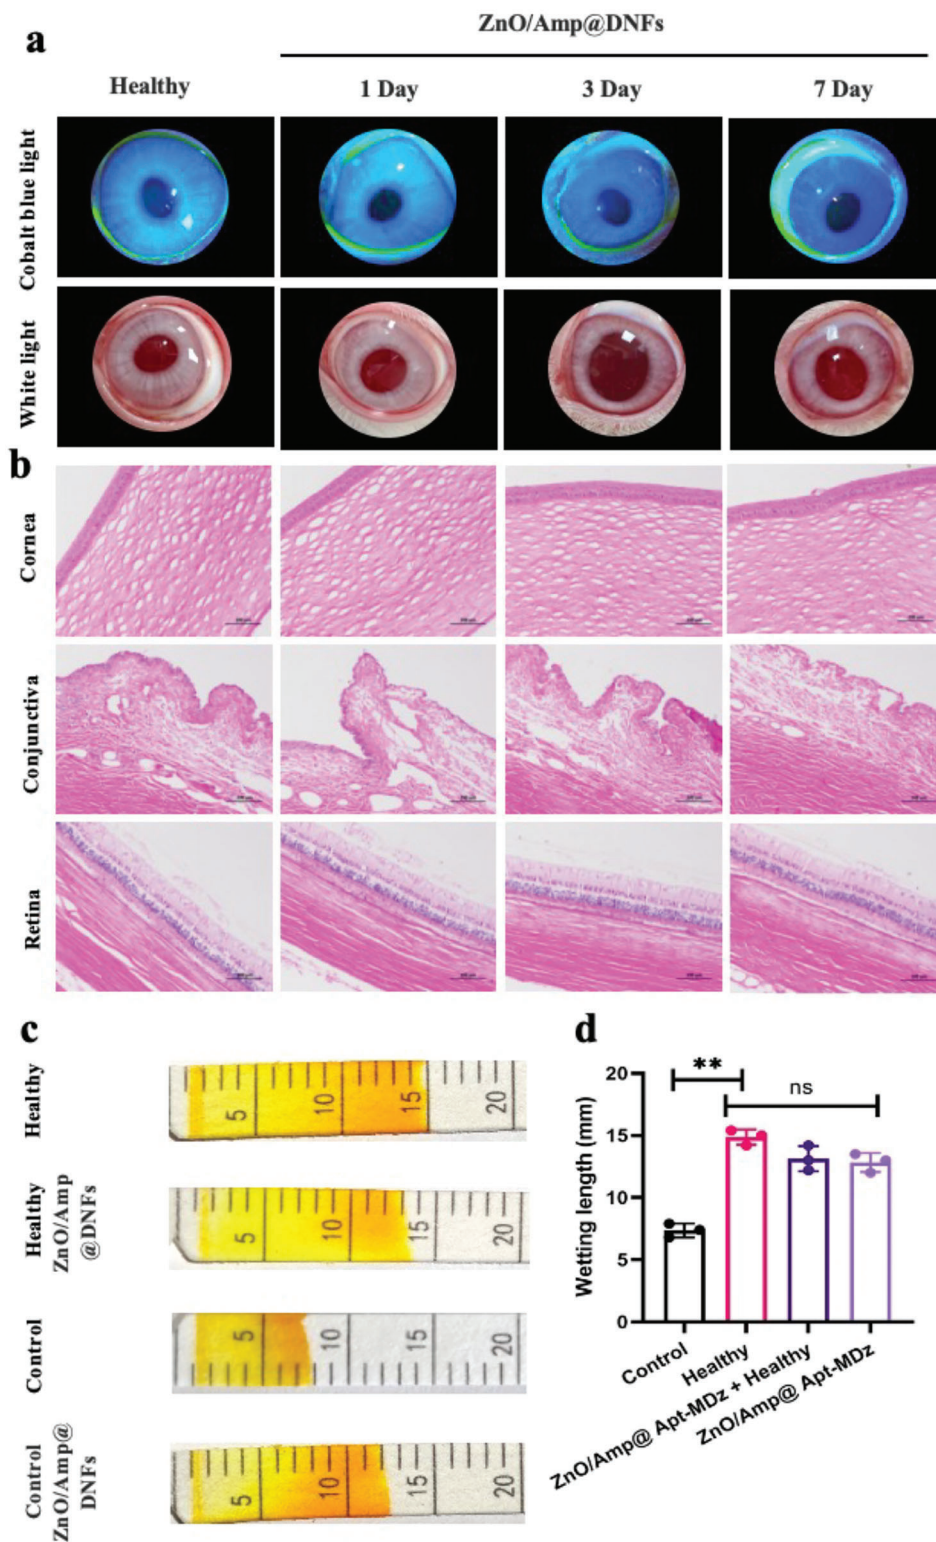 a
ZnO/Amp@DNFs
Healthy
1 Day
3 Day
7 Day
Cobalt blue light
White light
b
Cornea
Conjunctiva
Retina
c
Healthy
5
10
15
20
Healthy
ZnO/Amp
@DNFs
5
10
15
20
Control
5
10
15
20
Control
ZnO/Amp@
DNFs
5
10
15
20
d
**
ns
Wetting length (mm)
20
15
10
5
0
Control
Healthy
ZnO/Amp@ Apt-MDz + Healthy
ZnO/Amp@ Apt-MDz